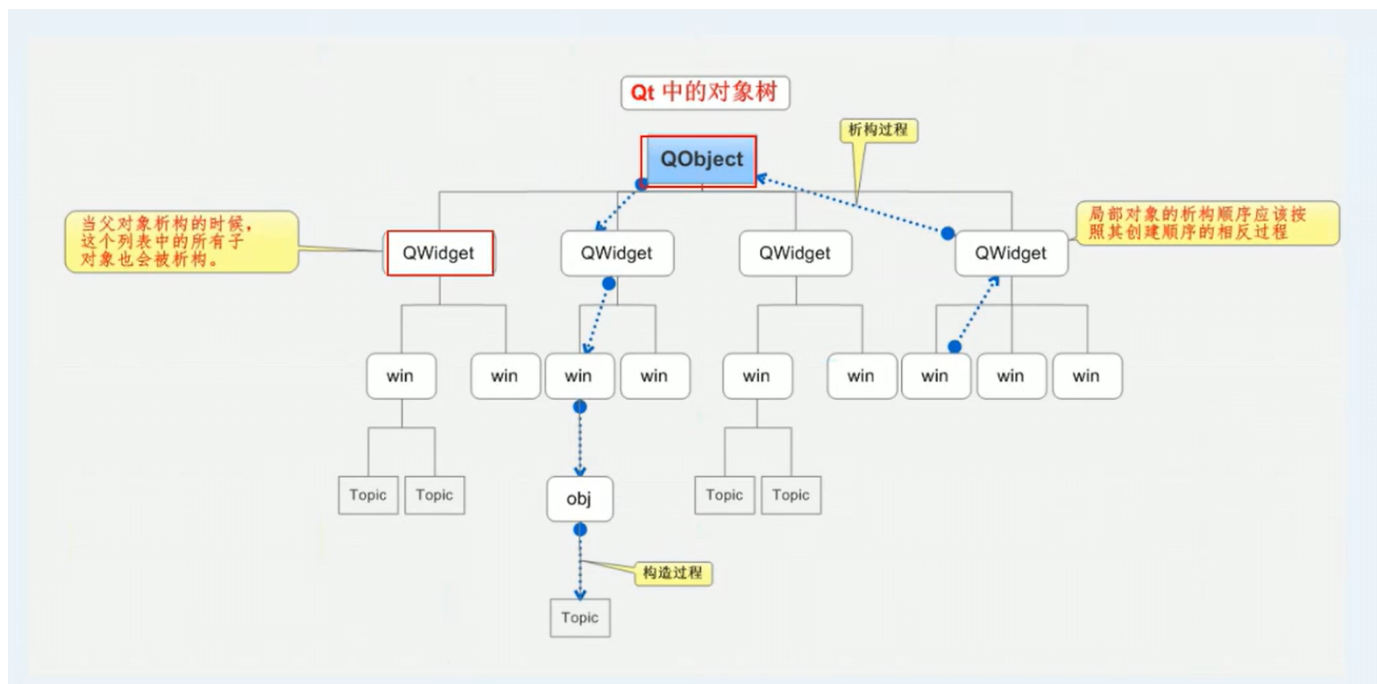 Qt 中的对象树
析构过程
QObject
当父对象析构的时候，
这个列表中的所有子
对象也会被析构。
局部对象的析构顺序应该按
照其创建顺序的相反过程
QWidget
QWidget
QWidget
QWidget
win
win
win
win
win
win
win
win
win
Topic
Topic
obj
Topic
Topic
构造过程
Topic